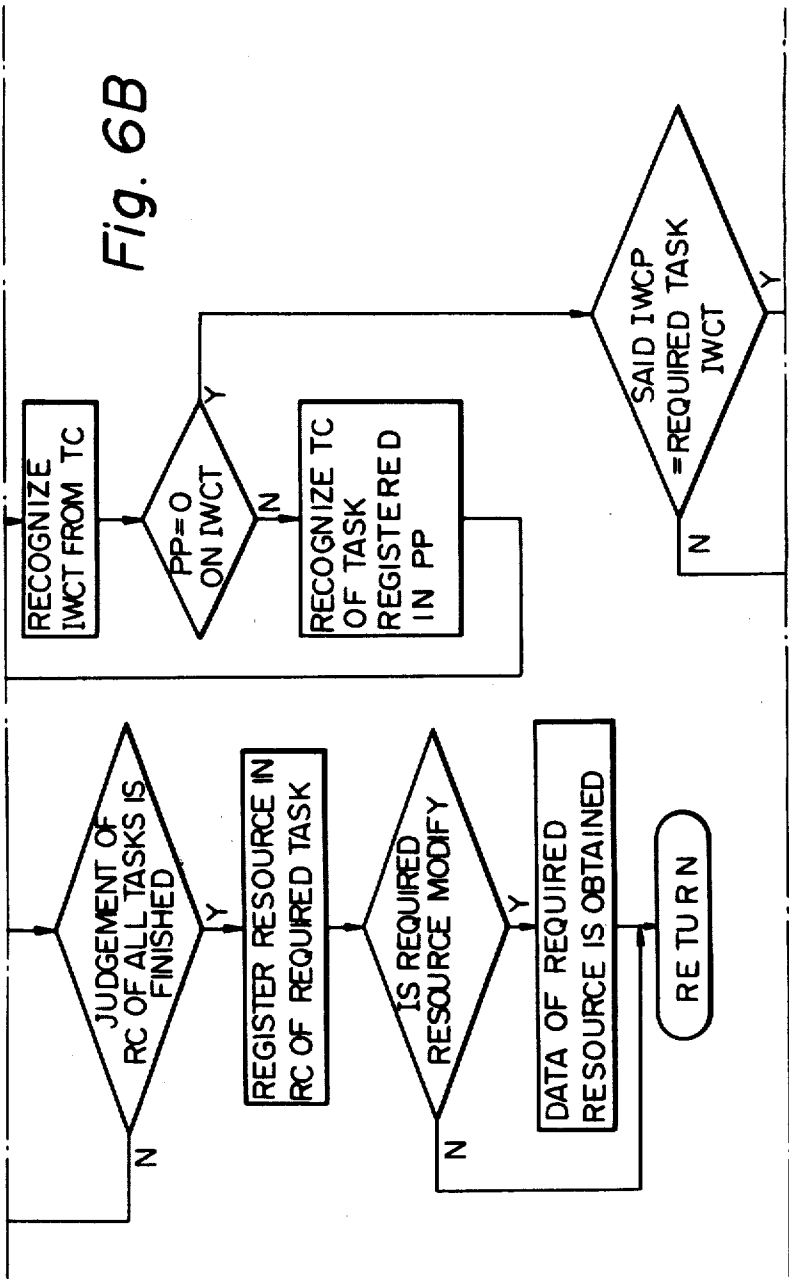 Fig. 6B
JUDGEMENT OF
RC OF ALL TASKS IS
FINISHED
N
Y
REGISTER RESOURCE IN
RC OF REQUIRED TASK
IS REQUIRED
RESOURCE MODIFY
N
Y
DATA OF REQUIRED
RESOURCE IS OBTAINED
RETURN
RECOGNIZE
IWCT FROM TC
PP=0
ON IWCT
Y
N
RECOGNIZE TC
OF TASK
REGISTERED
IN PP
SAID IWCP
=REQUIRED TASK
IWCT
N
Y